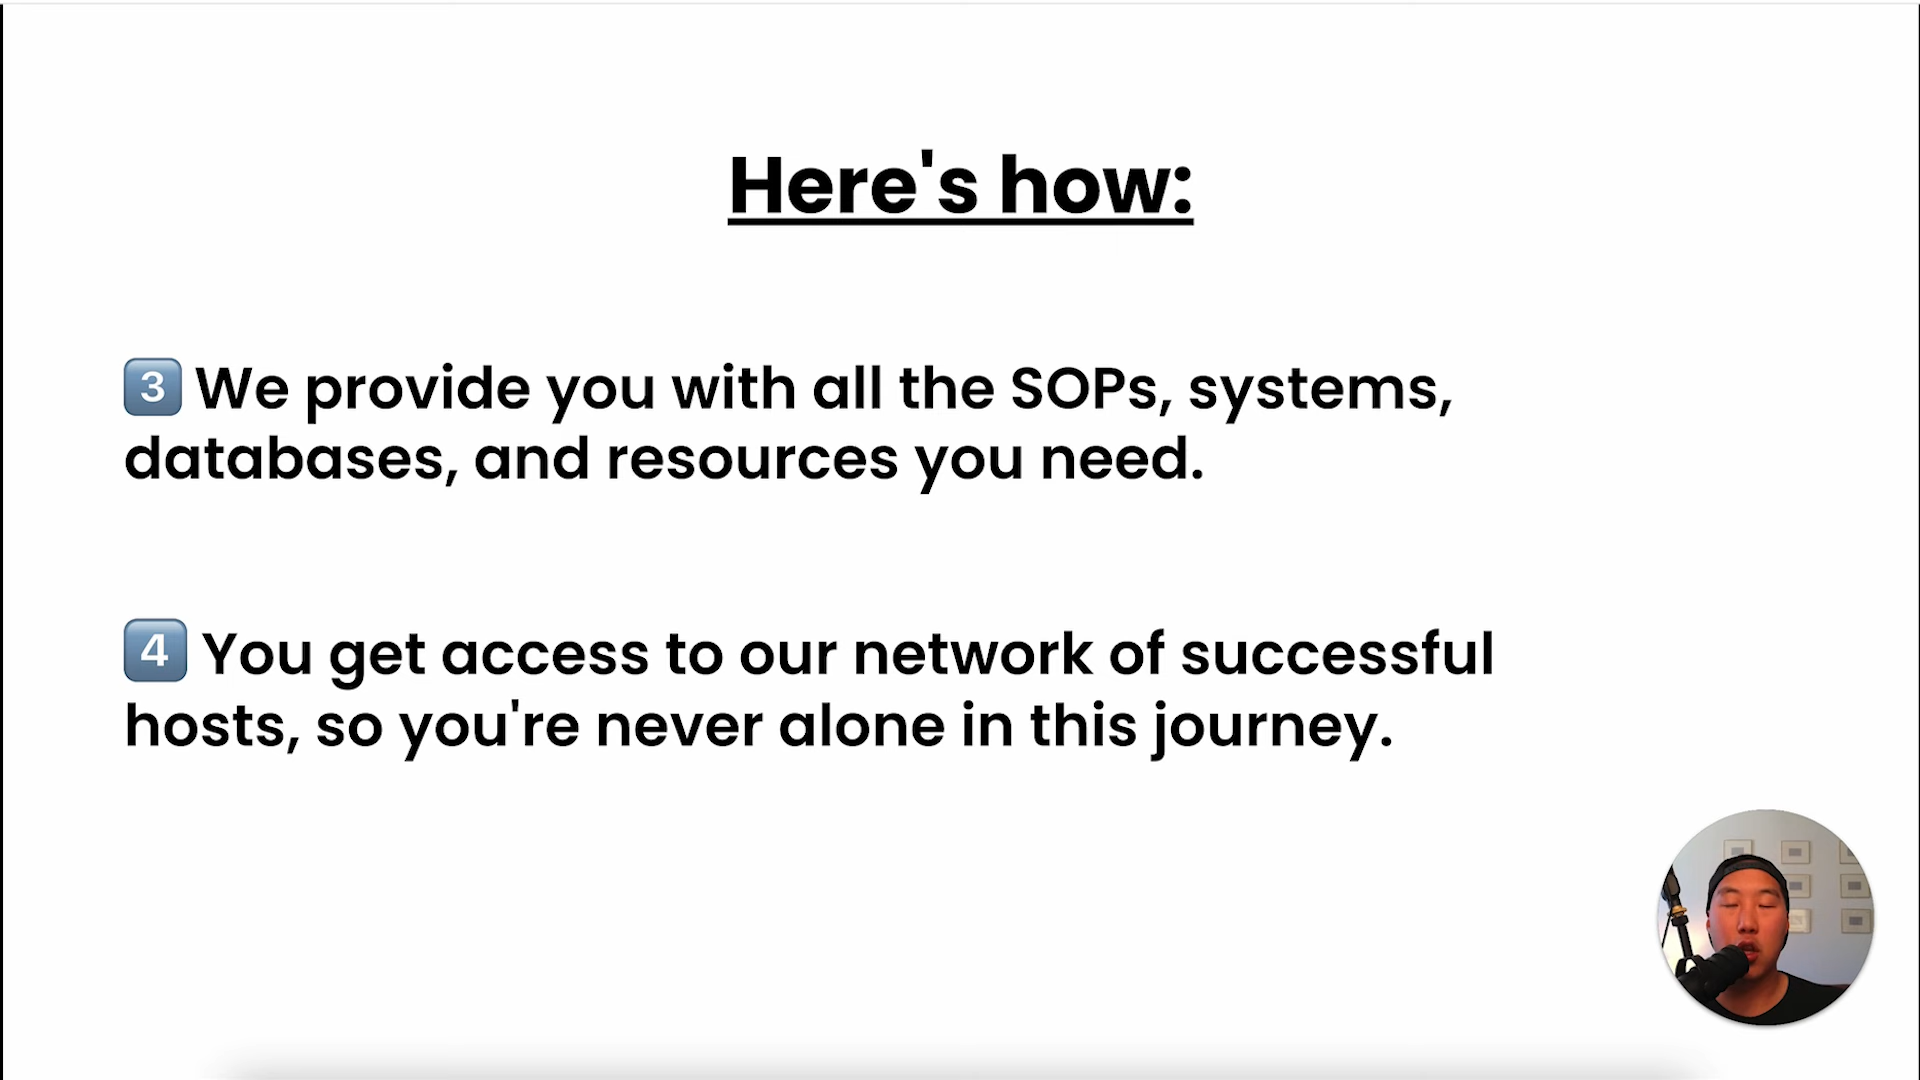 Here's how:
3️⃣ We provide you with all the SOPs, systems,
databases, and resources you need.
4️⃣ You get access to our network of successful
hosts, so you're never alone in this journey.